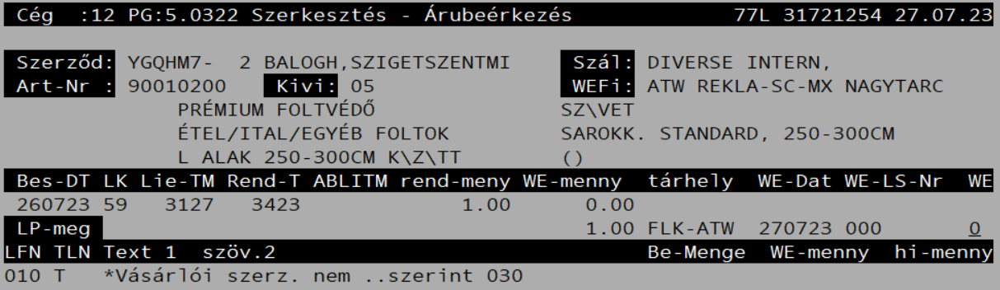 Cég :12 PG:5.0322 Szerkesztés - Árubeérkezés 77L 31721254 27.07.23
Szerződ: YGQHM7- 2 BALOGH,SZIGETSZENTMI Szál: DIVERSE INTERN,
Art-Nr : 90010200 Kivi: 05 WEFi: ATW REKLA-SC-MX NAGYTARC
PRÉMIUM FOLTVÉDŐ SZ\VET
ÉTEL/ITAL/EGYÉB FOLTOK SAROKK. STANDARD, 250-300CM
L ALAK 250-300CM K\Z\TT ()
Bes-DT LK Lie-TM Rend-T ABLITM rend-meny WE-menny tárhely WE-Dat WE-LS-Nr WE
260723 59 3127 3423 1.00 0.00
LP-meg 1.00 FLK-ATW 270723 000 0
LFN TLN Text 1 szöv.2 Be-Menge WE-menny hi-menny
010 T *Vásárlói szerz. nem ..szerint 030